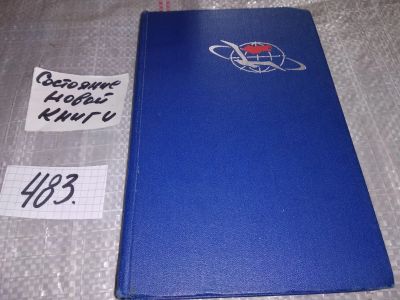 Состояние
новой
книги
483.